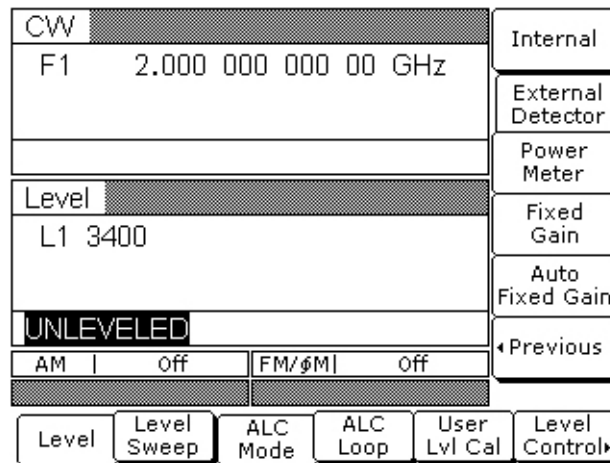 CW
F1 2.000 000 000 00 GHz
Level
L1 3400
UNLEVELED
AM | Off
FM/ϕM| Off
Internal
External
Detector
Power
Meter
Fixed
Gain
Auto
Fixed Gain
◂Previous
Level
Level
Sweep
ALC
Mode
ALC
Loop
User
Lvl Cal
Level
Control▸